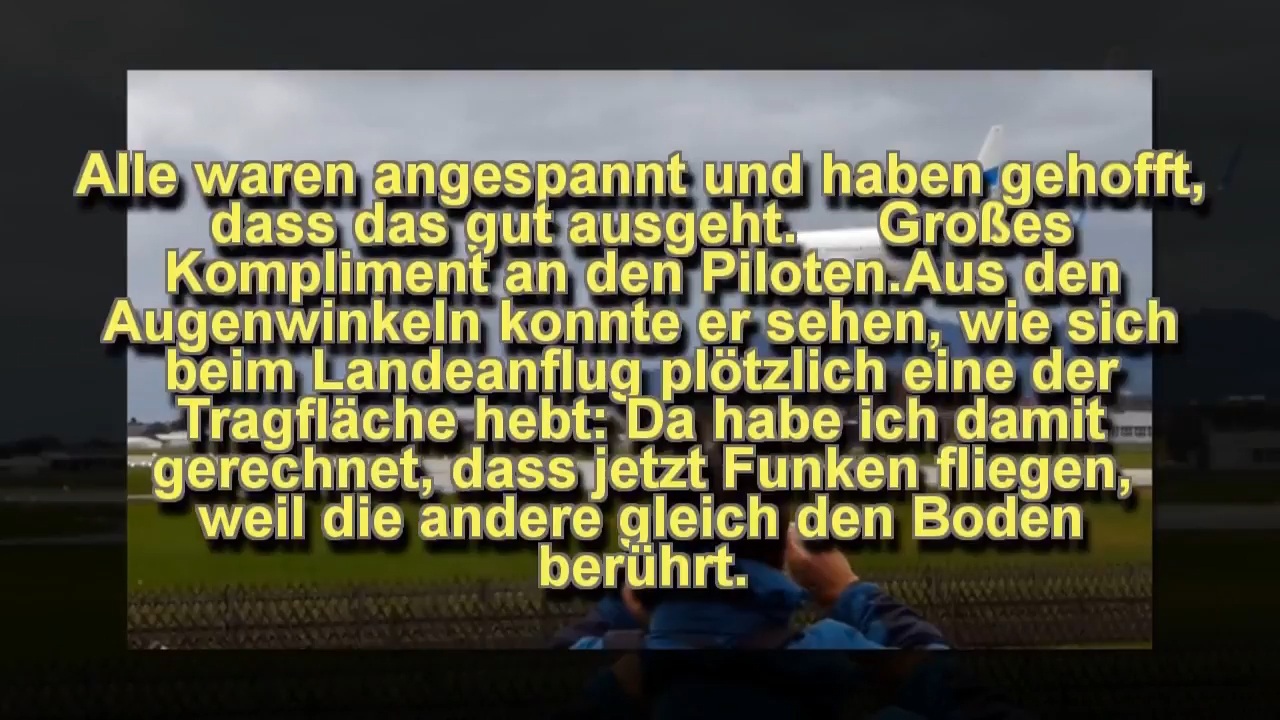 Alle waren angespannt und haben gehofft,
dass das gut ausgeht. Großes
Kompliment an den Piloten.Aus den
Augenwinkeln konnte er sehen, wie sich
beim Landeanflug plötzlich eine der
Tragfläche hebt: Da habe ich damit
gerechnet, dass jetzt Funken fliegen,
weil die andere gleich den Boden
berührt.